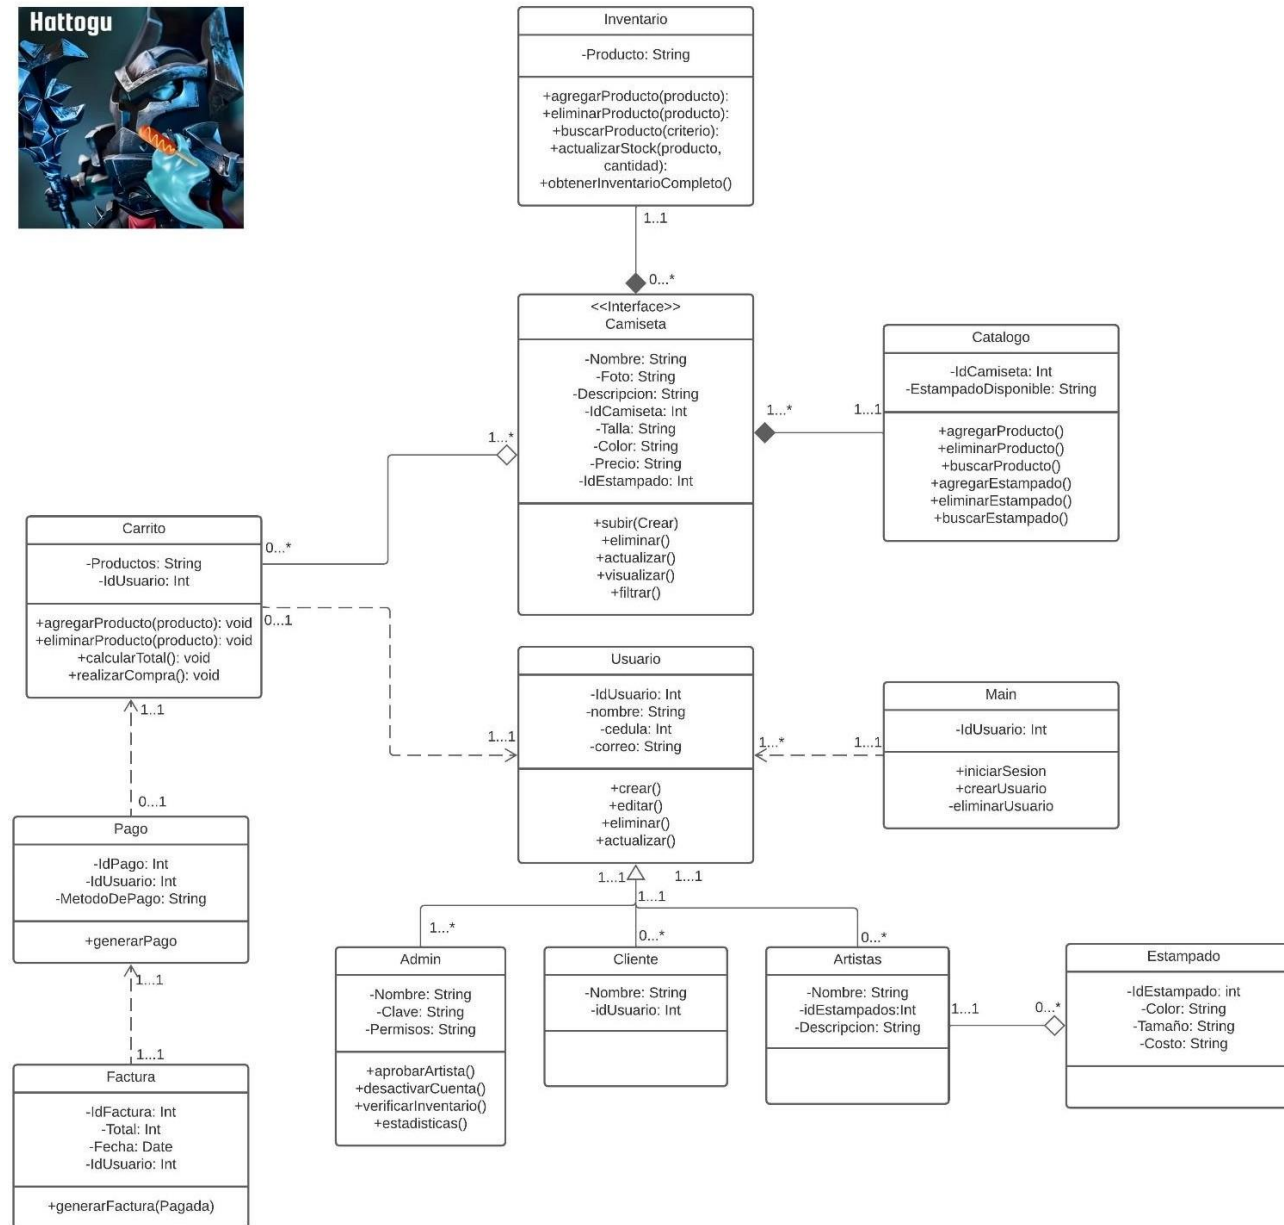 Hattogu
Inventario
-Producto: String
+agregarProducto(producto):
+eliminarProducto(producto):
+buscarProducto(criterio):
+actualizarStock(producto,
cantidad):
+obtenerInventarioCompleto()
1...1
0...*
<<Interface>>
Camiseta
-Nombre: String
-Foto: String
-Descripcion: String
-IdCamiseta: Int
-Talla: String
-Color: String
-Precio: String
-IdEstampado: Int
+subir(Crear)
+eliminar()
+actualizar()
+visualizar()
+filtrar()
1...*
1...1
Catalogo
-IdCamiseta: Int
-EstampadoDisponible: String
+agregarProducto()
+eliminarProducto()
+buscarProducto()
+agregarEstampado()
+eliminarEstampado()
+buscarEstampado()
1...*
0...*
Carrito
-Productos: String
-IdUsuario: Int
+agregarProducto(producto): void
+eliminarProducto(producto): void
+calcularTotal(): void
+realizarCompra(): void
0...1
1...1
Usuario
-IdUsuario: Int
-nombre: String
-cedula: Int
-correo: String
+crear()
+editar()
+eliminar()
+actualizar()
1...*
1...1
Main
-IdUsuario: Int
+iniciarSesion
+crearUsuario
-eliminarUsuario
1...1
0...1
Pago
-IdPago: Int
-IdUsuario: Int
-MetodoDePago: String
+generarPago
1...1
1...1
Factura
-IdFactura: Int
-Total: Int
-Fecha: Date
-IdUsuario: Int
+generarFactura(Pagada)
1...1
1...1
1...1
1...*
0...*
0...*
Admin
-Nombre: String
-Clave: String
-Permisos: String
+aprobarArtista()
+desactivarCuenta()
+verificarInventario()
+estadisticas()
Cliente
-Nombre: String
-idUsuario: Int
Artistas
-Nombre: String
-idEstampados:Int
-Descripcion: String
1...1
0...*
Estampado
-IdEstampado: int
-Color: String
-Tamaño: String
-Costo: String